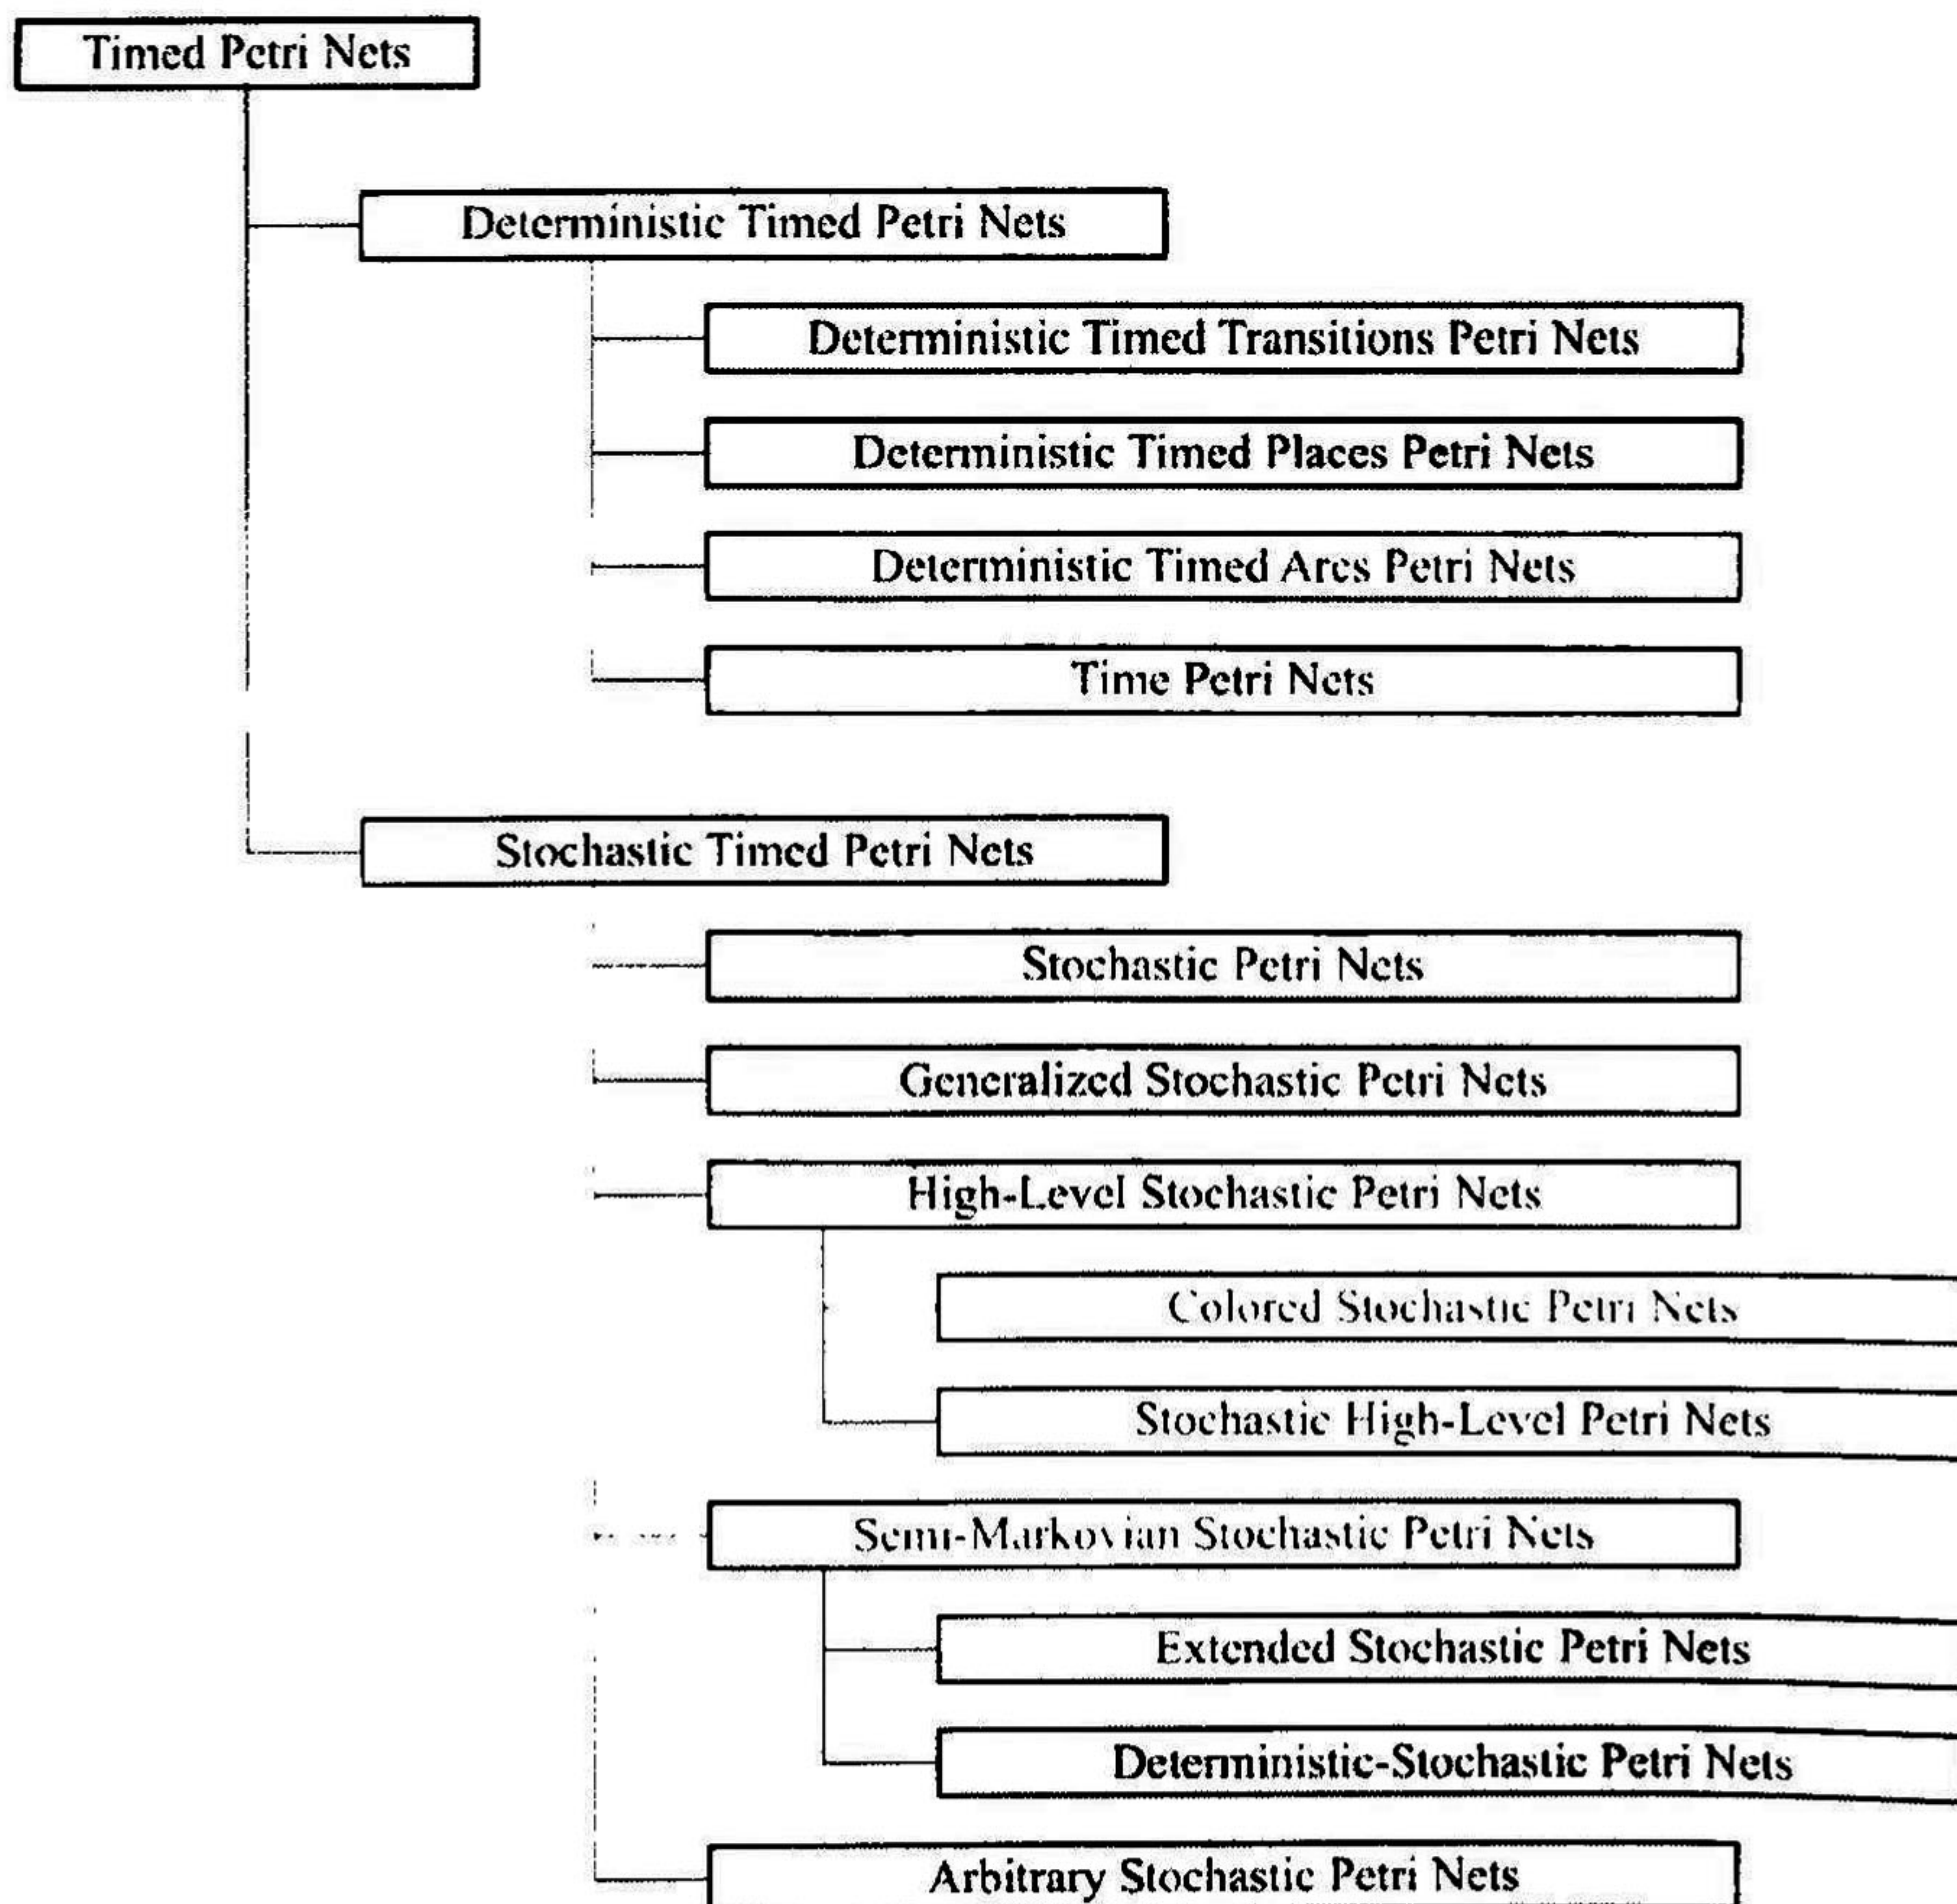 Timed Petri Nets
Deterministic Timed Petri Nets
Deterministic Timed Transitions Petri Nets
Deterministic Timed Places Petri Nets
Deterministic Timed Arcs Petri Nets
Time Petri Nets
Stochastic Timed Petri Nets
Stochastic Petri Nets
Generalized Stochastic Petri Nets
High-Level Stochastic Petri Nets
Colored Stochastic Petri Nets
Stochastic High-Level Petri Nets
Semi-Markovian Stochastic Petri Nets
Extended Stochastic Petri Nets
Deterministic-Stochastic Petri Nets
Arbitrary Stochastic Petri Nets